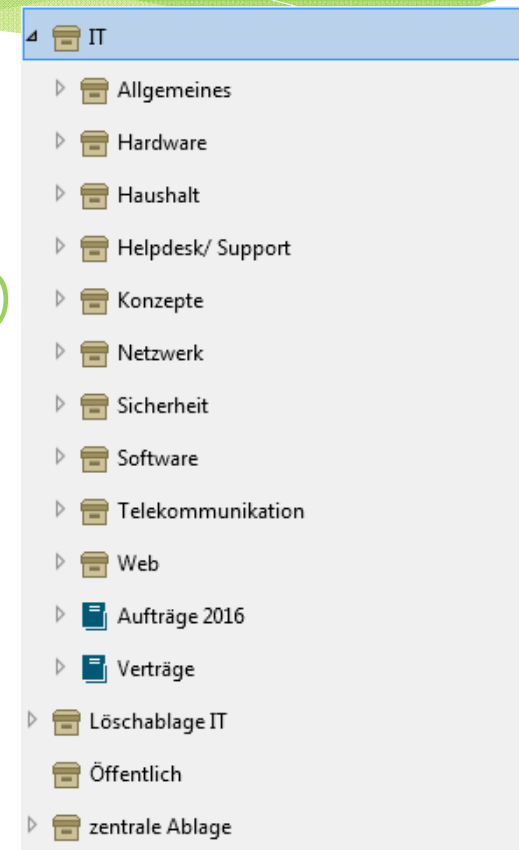 IT
Allgemeines
Hardware
Haushalt
Helpdesk/ Support
Konzepte
Netzwerk
Sicherheit
Software
Telekommunikation
Web
Aufträge 2016
Verträge
Löschablage IT
Öffentlich
zentrale Ablage